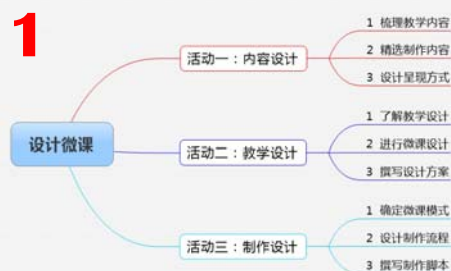 1
设计微课
活动一：内容设计
1 梳理教学内容
2 精选制作内容
3 设计呈现方式
活动二：教学设计
1 了解教学设计
2 进行微课设计
3 撰写设计方案
活动三：制作设计
1 确定微课模式
2 设计制作流程
3 撰写制作脚本